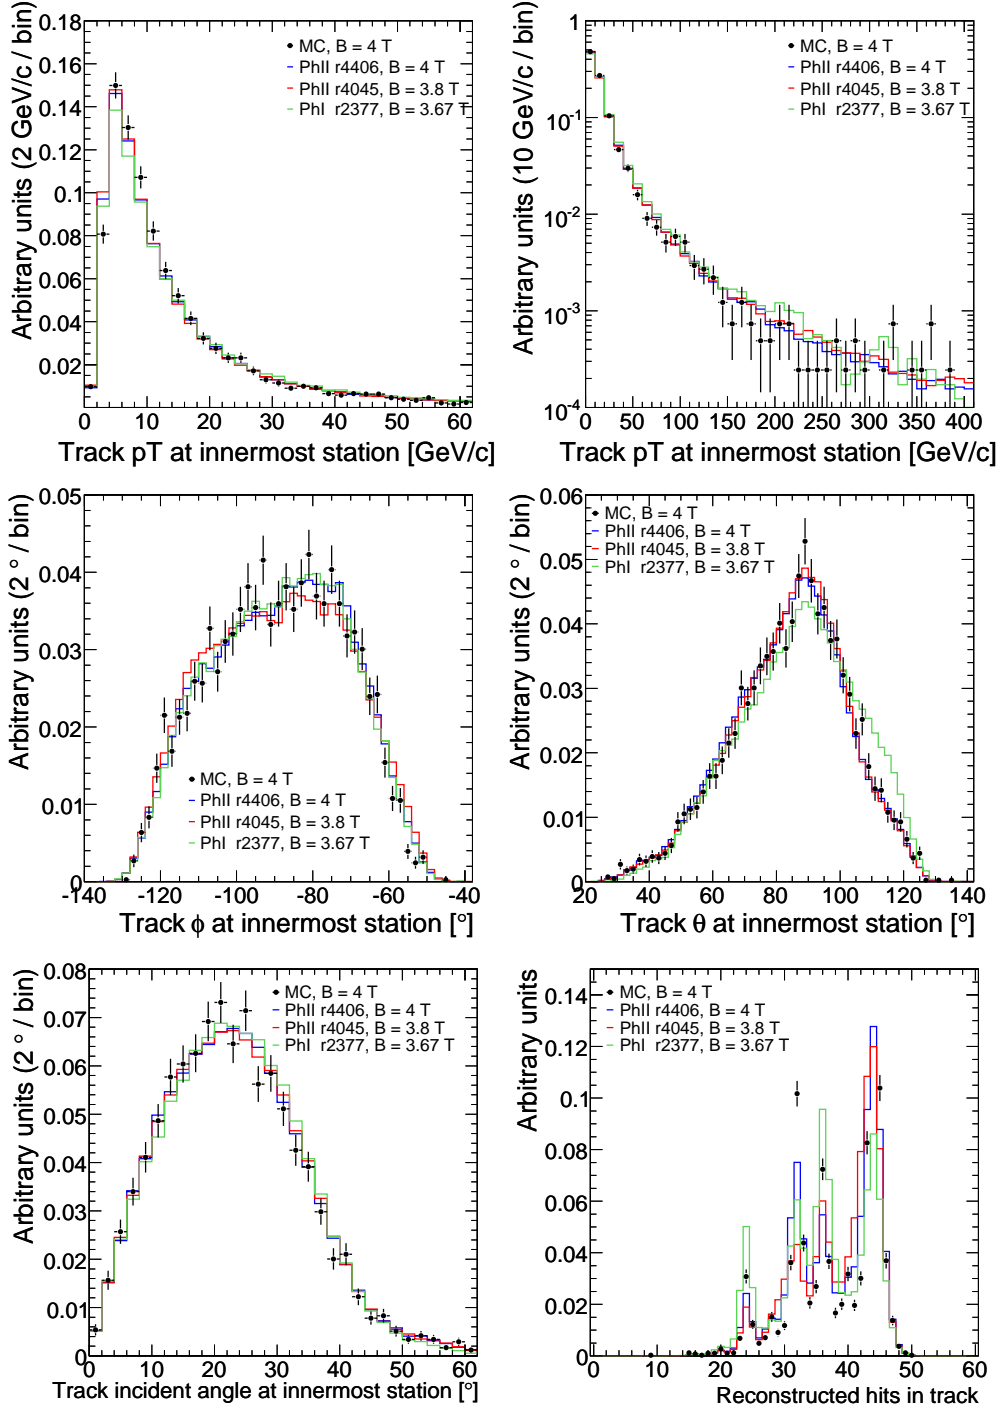 Arbitrary units (2 GeV/c / bin)
0.18
0.16
0.14
0.12
0.1
0.08
0.06
0.04
0.02
0
MC, B = 4 T
PhII r4406, B = 4 T
PhII r4045, B = 3.8 T
PhI r2377, B = 3.67 T
0 10 20 30 40 50 60
Track pT at innermost station [GeV/c]
Arbitrary units (10 GeV/c / bin)
1
10⁻¹
10⁻²
10⁻³
10⁻⁴
MC, B = 4 T
PhII r4406, B = 4 T
PhII r4045, B = 3.8 T
PhI r2377, B = 3.67 T
0 50 100 150 200 250 300 350 400
Track pT at innermost station [GeV/c]
Arbitrary units (2 ° / bin)
0.05
0.04
0.03
0.02
0.01
0
MC, B = 4 T
PhII r4406, B = 4 T
PhII r4045, B = 3.8 T
PhI r2377, B = 3.67 T
-140 -120 -100 -80 -60 -40
Track ϕ at innermost station [°]
Arbitrary units (2 ° / bin)
0.06
0.05
0.04
0.03
0.02
0.01
0
MC, B = 4 T
PhII r4406, B = 4 T
PhII r4045, B = 3.8 T
PhI r2377, B = 3.67 T
20 40 60 80 100 120 140
Track θ at innermost station [°]
Arbitrary units (2 ° / bin)
0.08
0.07
0.06
0.05
0.04
0.03
0.02
0.01
0
MC, B = 4 T
PhII r4406, B = 4 T
PhII r4045, B = 3.8 T
PhI r2377, B = 3.67 T
0 10 20 30 40 50 60
Track incident angle at innermost station [°]
Arbitrary units
0.14
0.12
0.1
0.08
0.06
0.04
0.02
0
MC, B = 4 T
PhII r4406, B = 4 T
PhII r4045, B = 3.8 T
PhI r2377, B = 3.67 T
0 10 20 30 40 50 60
Reconstructed hits in track